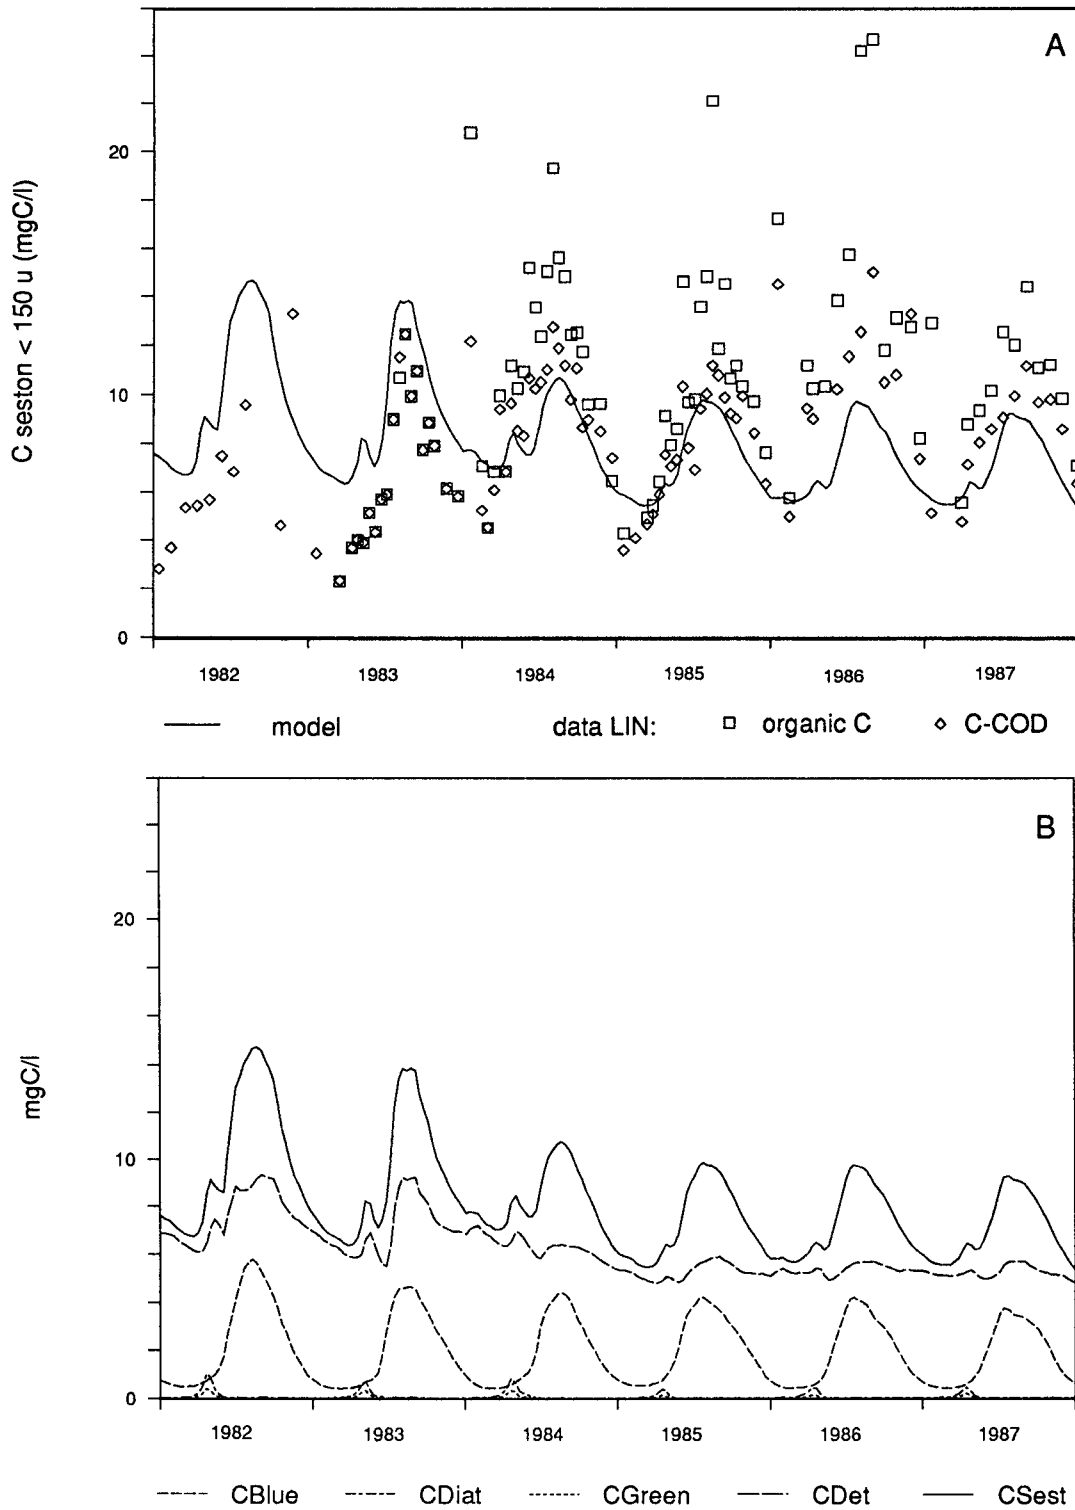 A
C seston < 150 u (mgC/l)
20
10
0
1982 1983 1984 1985 1986 1987
model data LIN: organic C C-COD
B
mgC/l
20
10
0
1982 1983 1984 1985 1986 1987
CBlue CDiat CGreen CDet CSest